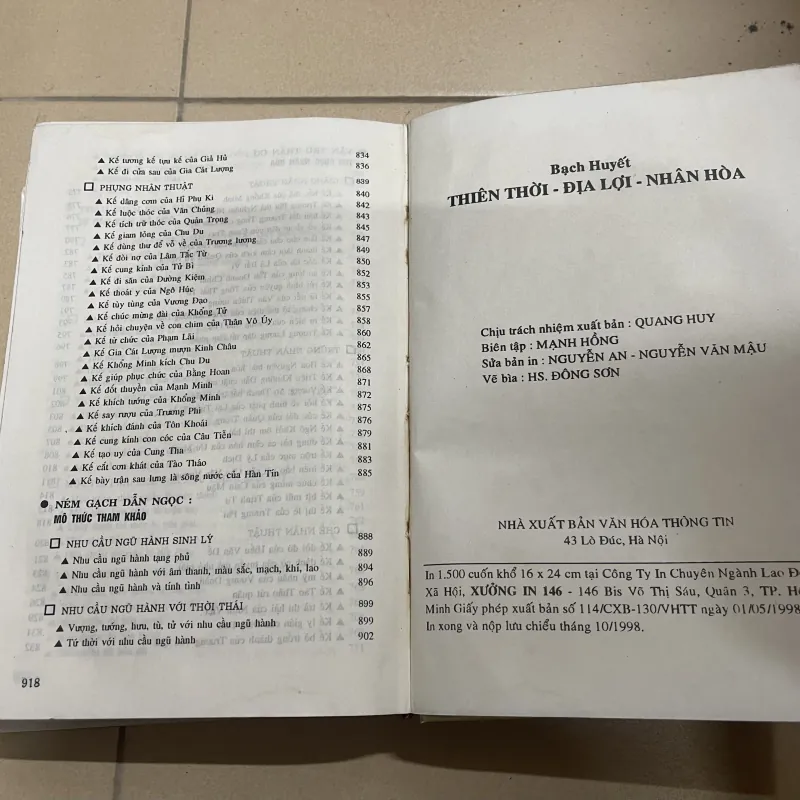 ▲ Kế tương kế tựu kế của Giả Hủ 834
▲ Kế đi cửa sau của Gia Cát Lượng 836
☐ PHỤNG NHÂN THUẬT 839
▲ Kế dâng cơm của Hi Phụ Ki 840
▲ Kế luộc thóc của Văn Chủng 842
▲ Kế tích trữ thóc của Quản Trọng 843
▲ Kế giam lỏng của Chu Du 845
▲ Kế dùng thư để vỗ về của Trương lương 847
▲ Kế đòi nợ của Lâm Tắc Từ 849
▲ Kế cung kính của Tử Bì 850
▲ Kế đi săn của Dường Kiệm 852
▲ Kế thoát y của Ngô Húc 853
▲ Kế tùy tùng của Vương Đạo 855
▲ Kế chúc mừng đài của Khổng Tử 857
▲ Kế hỏi chuyện về con chim của Thân Vô Úy 858
▲ Kế từ chức của Phạm Lãi 860
▲ Kế Gia Cát Lượng mượn Kinh Châu 862
▲ Kế Khổng Minh kích Chu Du 865
▲ Kế giúp phục chức của Bằng Hoan 868
▲ Kế đốt thuyền của Mạnh Minh 871
▲ Kế khích tướng của Khổng Minh 872
▲ Kế say rượu của Trương Phi 875
▲ Kế khích đánh của Tôn Khoái 876
▲ Kế cung kính con cóc của Câu Tiễn 879
▲ Kế tạo uy của Cung Tha 881
▲ Kế cất cơn khát của Tào Tháo 883
▲ Kế bày trận sau lưng là sông nước của Hàn Tín 885
● NÉM GẠCH DẪN NGỌC :
MÔ THỨC THAM KHẢO
☐ NHU CẦU NGŨ HÀNH SINH LÝ 888
▲ Nhu cầu ngũ hành tạng phủ 889
▲ Nhu cầu ngũ hành với âm thanh, màu sắc, mạch, khí, lao 894
▲ Nhu cầu ngũ hành và tính tình 896
☐ NHU CẦU NGŨ HÀNH VỚI THỜI THÁI 899
▲ Vượng, tướng, hưu, tù, tử với nhu cầu ngũ hành 899
▲ Tứ thời với nhu cầu ngũ hành 902
918
Bạch Huyết
THIÊN THỜI - ĐỊA LỢI - NHÂN HÒA
Chịu trách nhiệm xuất bản : QUANG HUY
Biên tập : MẠNH HỒNG
Sửa bản in : NGUYỄN AN - NGUYỄN VĂN MẬU
Vẽ bìa : HS. ĐÔNG SƠN
NHÀ XUẤT BẢN VĂN HÓA THÔNG TIN
43 Lò Đúc, Hà Nội
In 1.500 cuốn khổ 16 x 24 cm tại Công Ty In Chuyên Ngành Lao Đ
Xã Hội, XƯỞNG IN 146 - 146 Bis Võ Thị Sáu, Quận 3, TP. H
Minh Giấy phép xuất bản số 114/CXB-130/VHTT ngày 01/05/1998
In xong và nộp lưu chiểu tháng 10/1998.